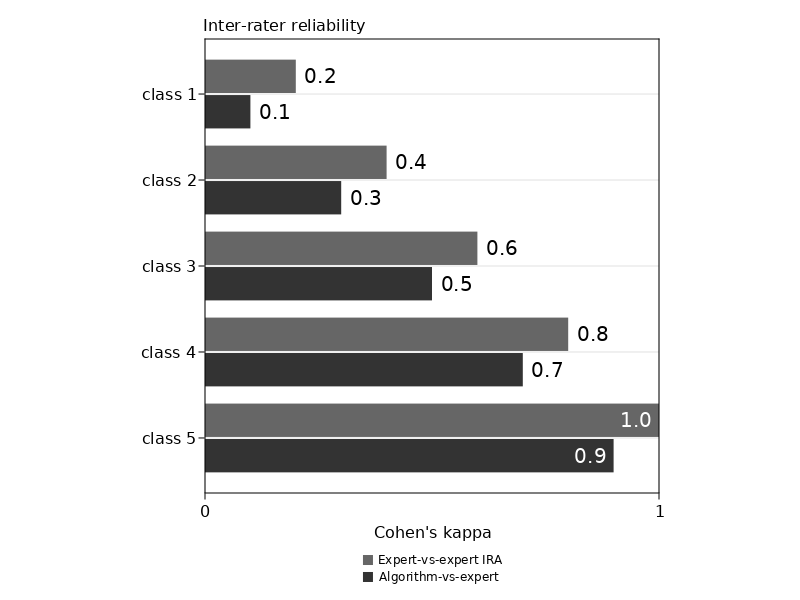 Inter-rater reliability
class 1
0.2
0.1
class 2
0.4
0.3
class 3
0.6
0.5
class 4
0.8
0.7
class 5
1.0
0.9
0
1
Cohen's kappa
Expert-vs-expert IRA
Algorithm-vs-expert